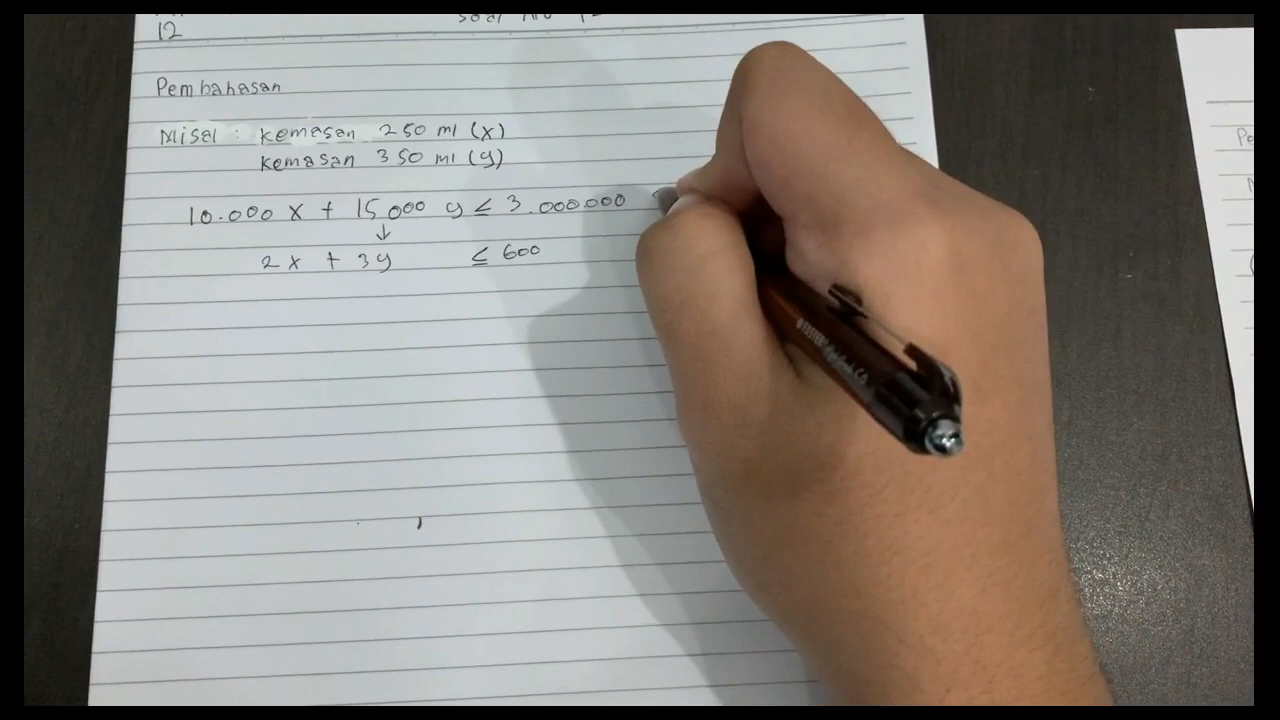 12
Pembahasan
Misal : kemasan 250 ml (x)
kemasan 350 ml (y)
10.000 x + 15 000 y ≤ 3.000.000
↓
2x + 3y ≤ 600